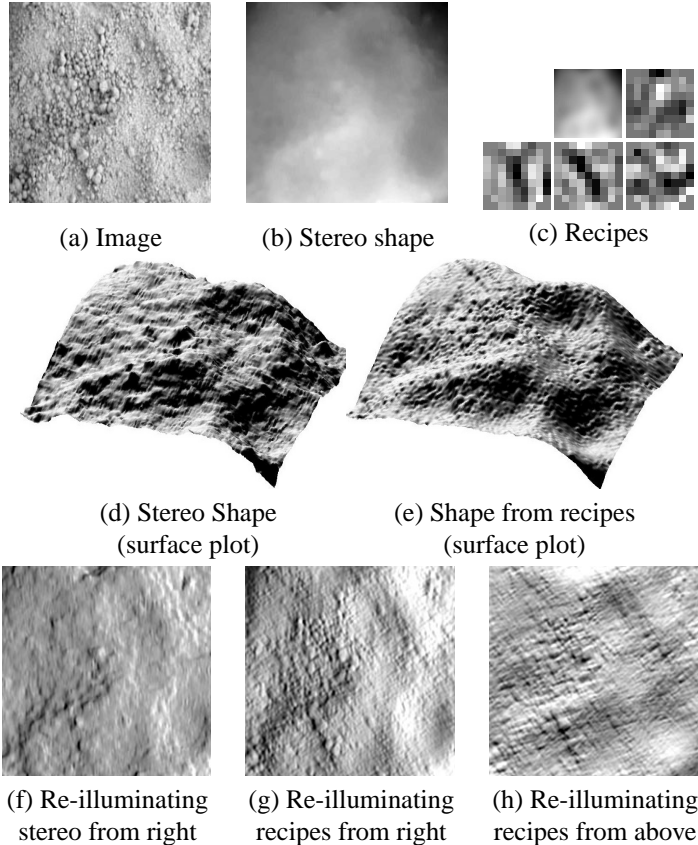 (a) Image
(b) Stereo shape
(c) Recipes
(d) Stereo Shape
(surface plot)
(e) Shape from recipes
(surface plot)
(f) Re-illuminating
stereo from right
(g) Re-illuminating
recipes from right
(h) Re-illuminating
recipes from above